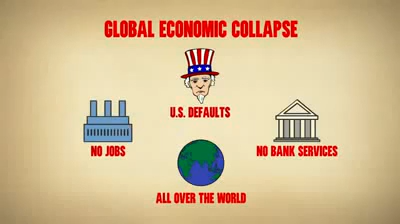 GLOBAL ECONOMIC COLLAPSE
U.S. DEFAULTS
NO JOBS
NO BANK SERVICES
ALL OVER THE WORLD